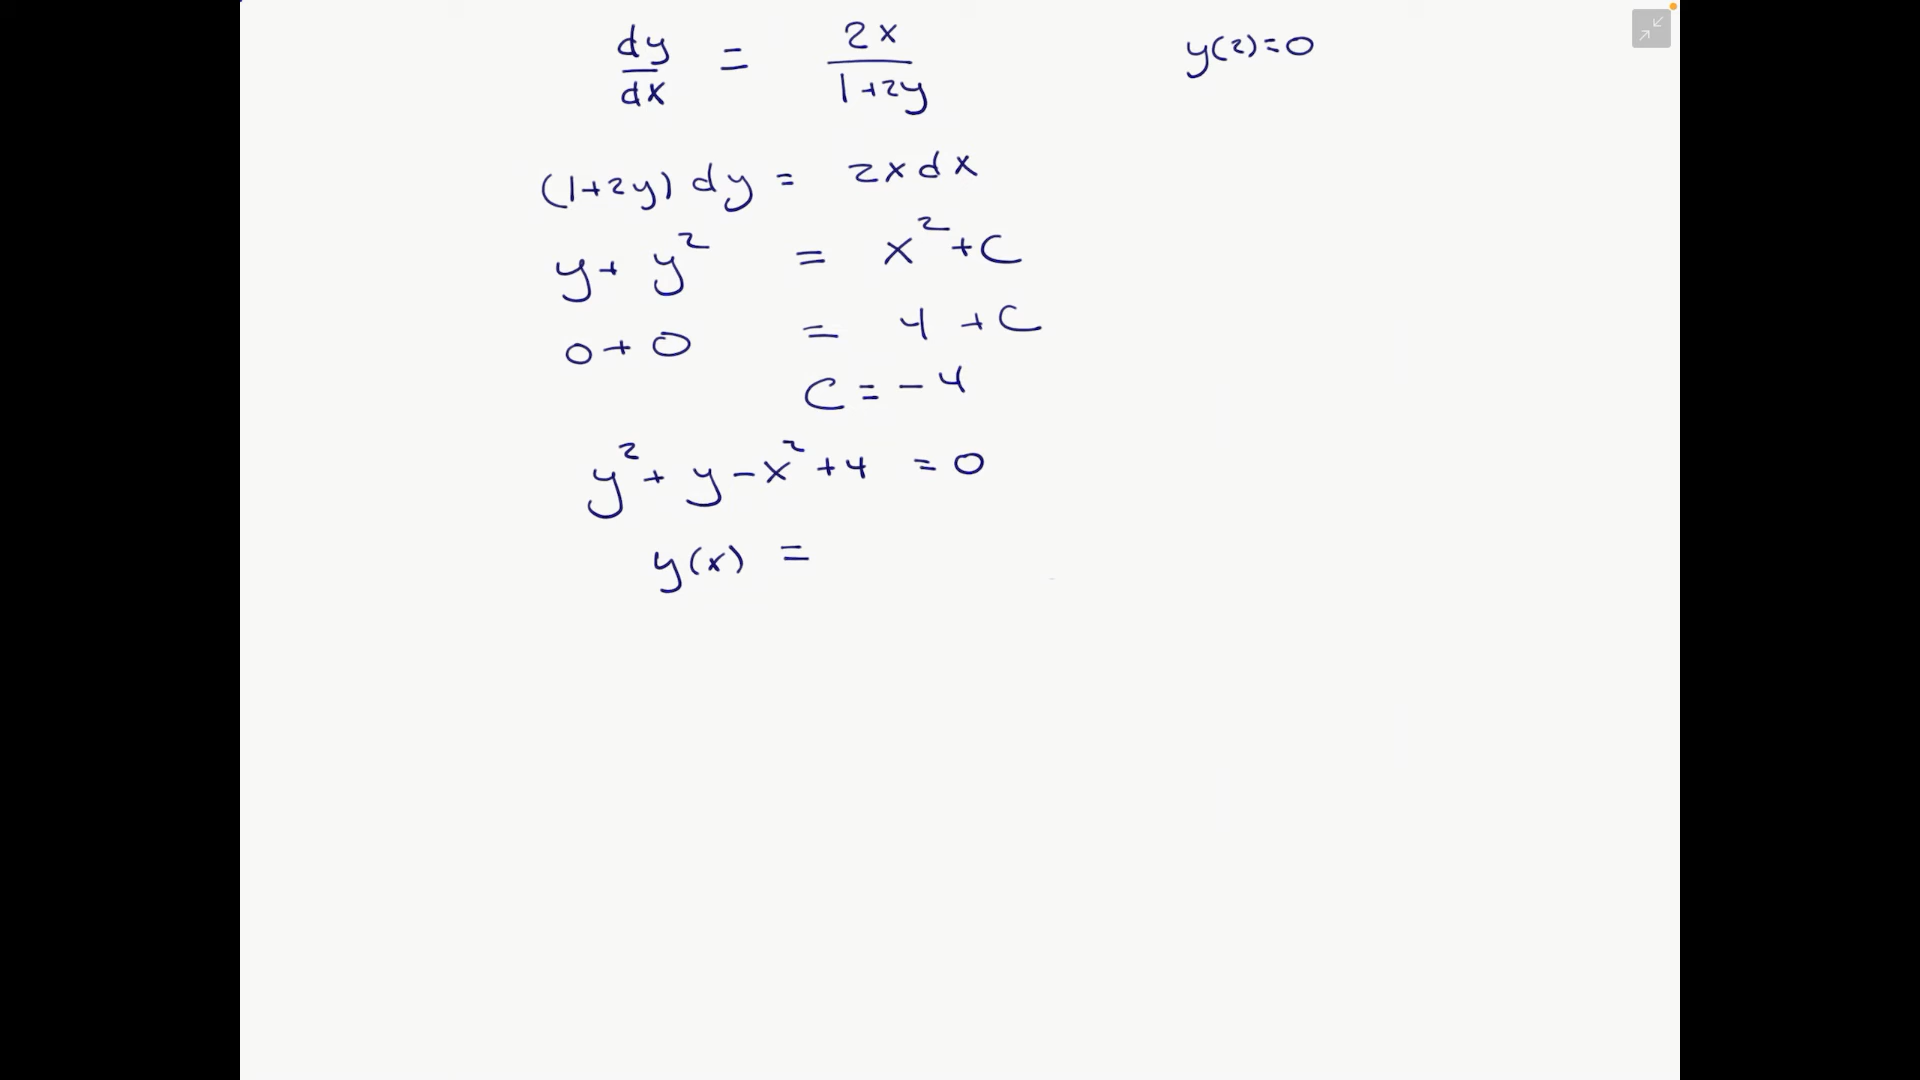 dy/dx = 2x/(1+2y) y(2)=0
(1+2y) dy = 2x dx
y + y² = x² + C
0 + 0 = 4 + C
C = -4
y² + y - x² + 4 = 0
y(x) =